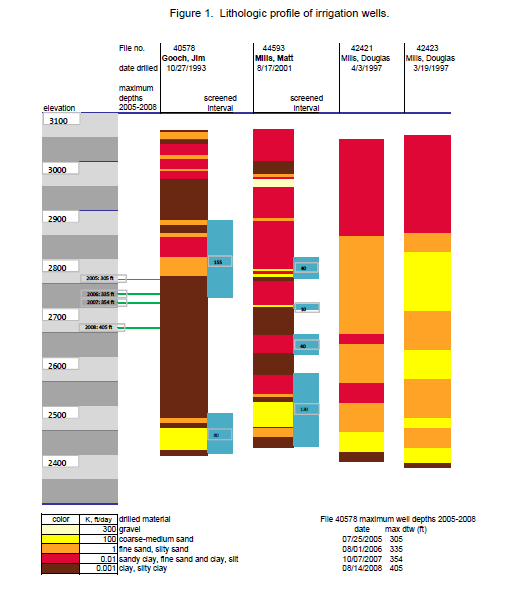 Figure 1. Lithologic profile of irrigation wells.
File no. 40578 44593 42421 42423
Gooch, Jim Mills, Matt Mills, Douglas Mills, Douglas
date drilled 10/27/1993 8/17/2001 4/3/1997 3/19/1997
maximum
depths screened screened
elevation 2005-2008 interval interval
3100
3000
2900
2800
155
40
2005: 305 ft
2006: 335 ft
2007: 354 ft
10
2700
2008: 405 ft
40
2600
2500
130
80
2400
color K, ft/day drilled material
300 gravel
100 coarse-medium sand
1 fine sand, silty sand
0.01 sandy clay, fine sand and clay, silt
0.001 clay, silty clay
File 40578 maximum well depths 2005-2008
date max dtw (ft)
07/25/2005 305
08/01/2006 335
10/07/2007 354
08/14/2008 405